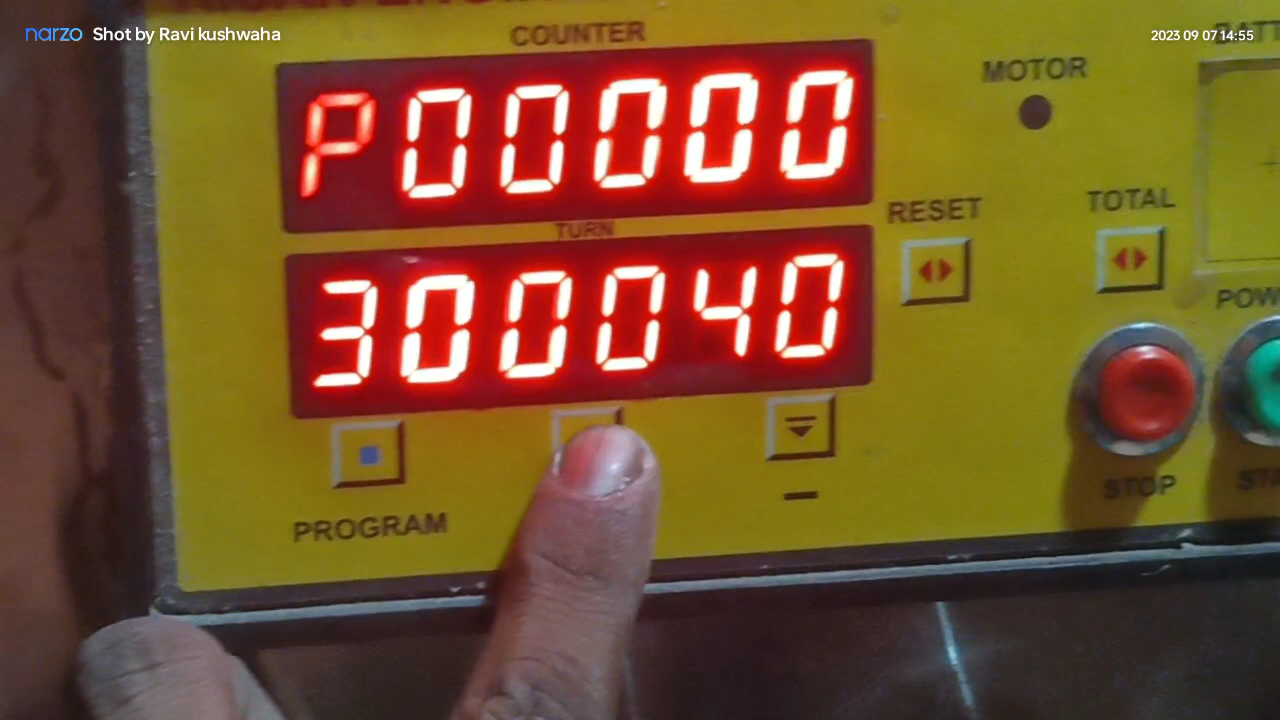 narzo Shot by Ravi kushwaha
2023 09 07 14:55
COUNTER
P00000
MOTOR
TURN
300040
RESET
TOTAL
PROGRAM
STOP